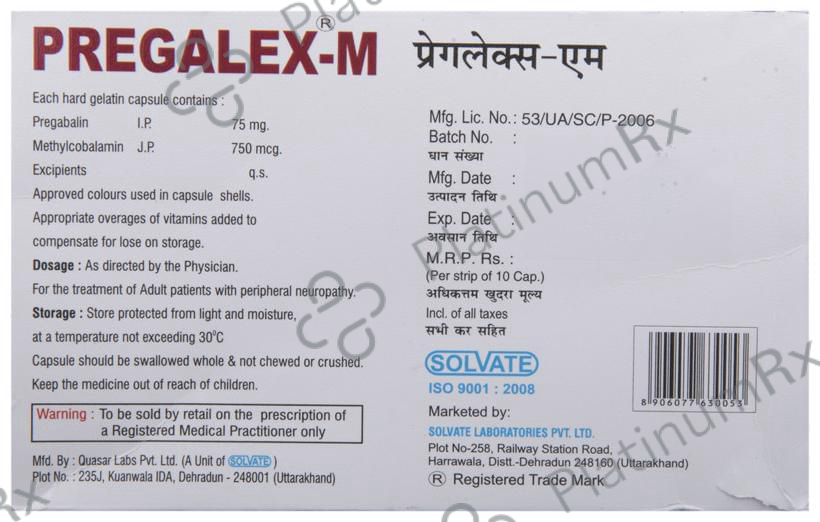 PREGALEX®-M प्रेगलेक्स-एम
Each hard gelatin capsule contains :
Pregabalin I.P. 75 mg.
Methylcobalamin J.P. 750 mcg.
Excipients q.s.
Approved colours used in capsule shells.
Appropriate overages of vitamins added to
compensate for lose on storage.
Dosage : As directed by the Physician.
For the treatment of Adult patients with peripheral neuropathy.
Storage : Store protected from light and moisture,
at a temperature not exceeding 30°C
Capsule should be swallowed whole & not chewed or crushed.
Keep the medicine out of reach of children.
Warning : To be sold by retail on the prescription of
a Registered Medical Practitioner only
Mfd. By : Quasar Labs Pvt. Ltd. (A Unit of SOLVATE)
Plot No. : 235J, Kuanwala IDA, Dehradun - 248001 (Uttarakhand)
Mfg. Lic. No.: 53/UA/SC/P-2006
Batch No. :
घान संख्या
Mfg. Date :
उत्पादन तिथि
Exp. Date :
अवसान तिथि
M.R.P. Rs. :
(Per strip of 10 Cap.)
अधिकत्तम खुदरा मूल्य
Incl. of all taxes
सभी कर सहित
SOLVATE
ISO 9001 : 2008
Marketed by:
SOLVATE LABORATORIES PVT. LTD.
Plot No-258, Railway Station Road,
Harrawala, Distt.-Dehradun 248160 (Uttarakhand)
® Registered Trade Mark
8 906077 630053
PlatinumRx
PlatinumRx
PlatinumRx
PlatinumRx
Rx